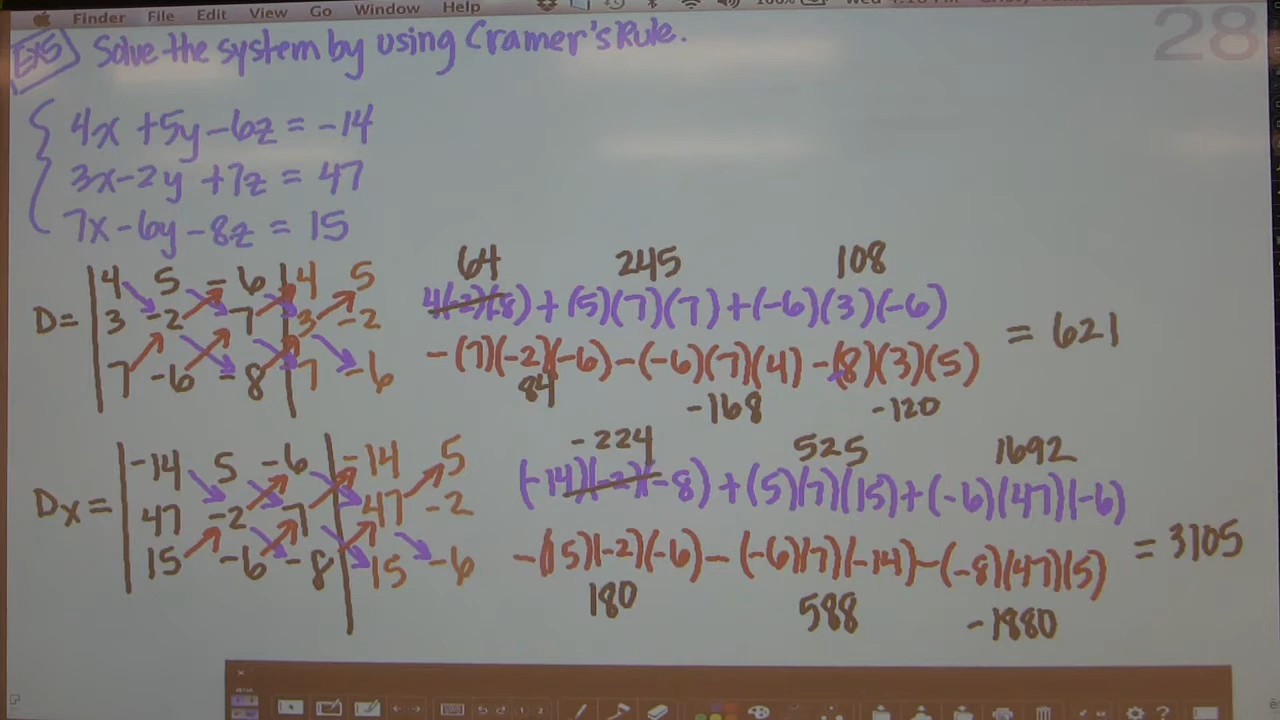 Finder File Edit View Go Window Help
28
Ex5 Solve the system by using Cramer's Rule.
4x + 5y - 6z = -14
3x - 2y + 7z = 47
7x - 6y - 8z = 15
64 245 108
D = | 4 5 -6 | 4 5
3 -2 7 | 3 -2
7 -6 -8 | 7 -6
4(-2)(-8) + (5)(7)(7) + (-6)(3)(-6)
-(7)(-2)(-6) - (-6)(7)(4) - (-8)(3)(5)
= 621
84 -168 -120
-224 525 1692
Dx = | -14 5 -6 | -14 5
47 -2 7 | 47 -2
15 -6 -8 | 15 -6
(-14)(-2)(-8) + (5)(7)(15) + (-6)(47)(-6)
-(15)(-2)(-6) - (-6)(7)(-14) - (-8)(47)(5)
= 3105
180 588 -1880